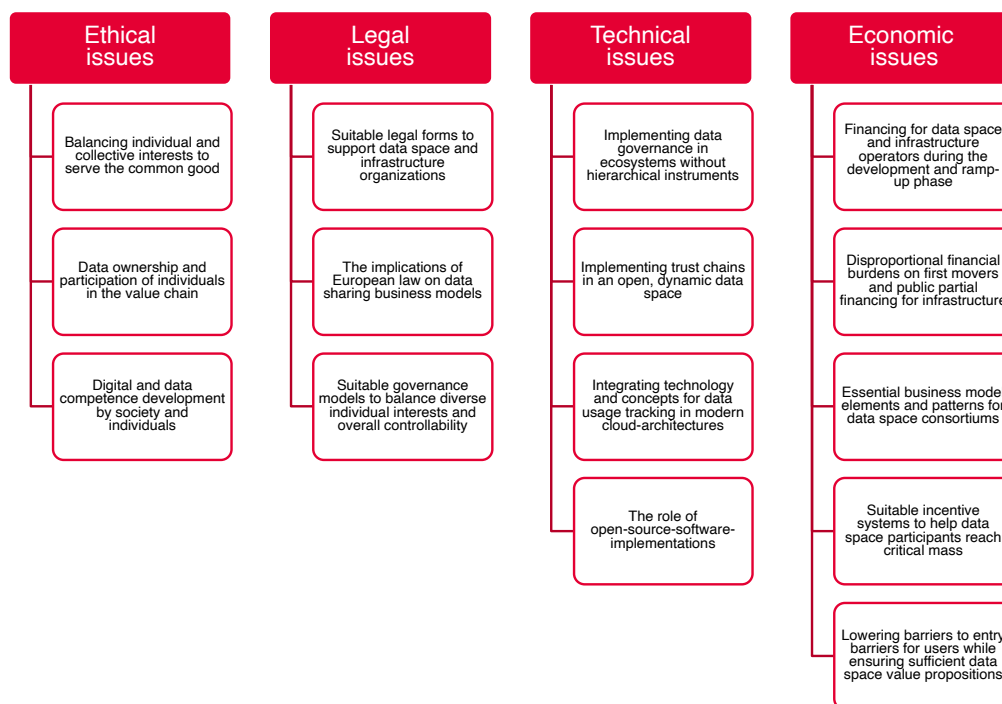 Ethical
issues
Balancing individual and
collective interests to
serve the common good
Data ownership and
participation of individuals
in the value chain
Digital and data
competence development
by society and
individuals
Legal
issues
Suitable legal forms to
support data space and
infrastructure
organizations
The implications of
European law on data
sharing business models
Suitable governance
models to balance diverse
individual interests and
overall controllability
Technical
issues
Implementing data
governance in
ecosystems without
hierarchical instruments
Implementing trust chains
in an open, dynamic data
space
Integrating technology
and concepts for data
usage tracking in modern
cloud-architectures
The role of
open-source-software-
implementations
Economic
issues
Financing for data space
and infrastructure
operators during the
development and ramp-
up phase
Disproportional financial
burdens on first movers
and public partial
financing for infrastructure
Essential business mode
elements and patterns for
data space consortiums
Suitable incentive
systems to help data
space participants reach
critical mass
Lowering barriers to entry
barriers for users while
ensuring sufficient data
space value propositions